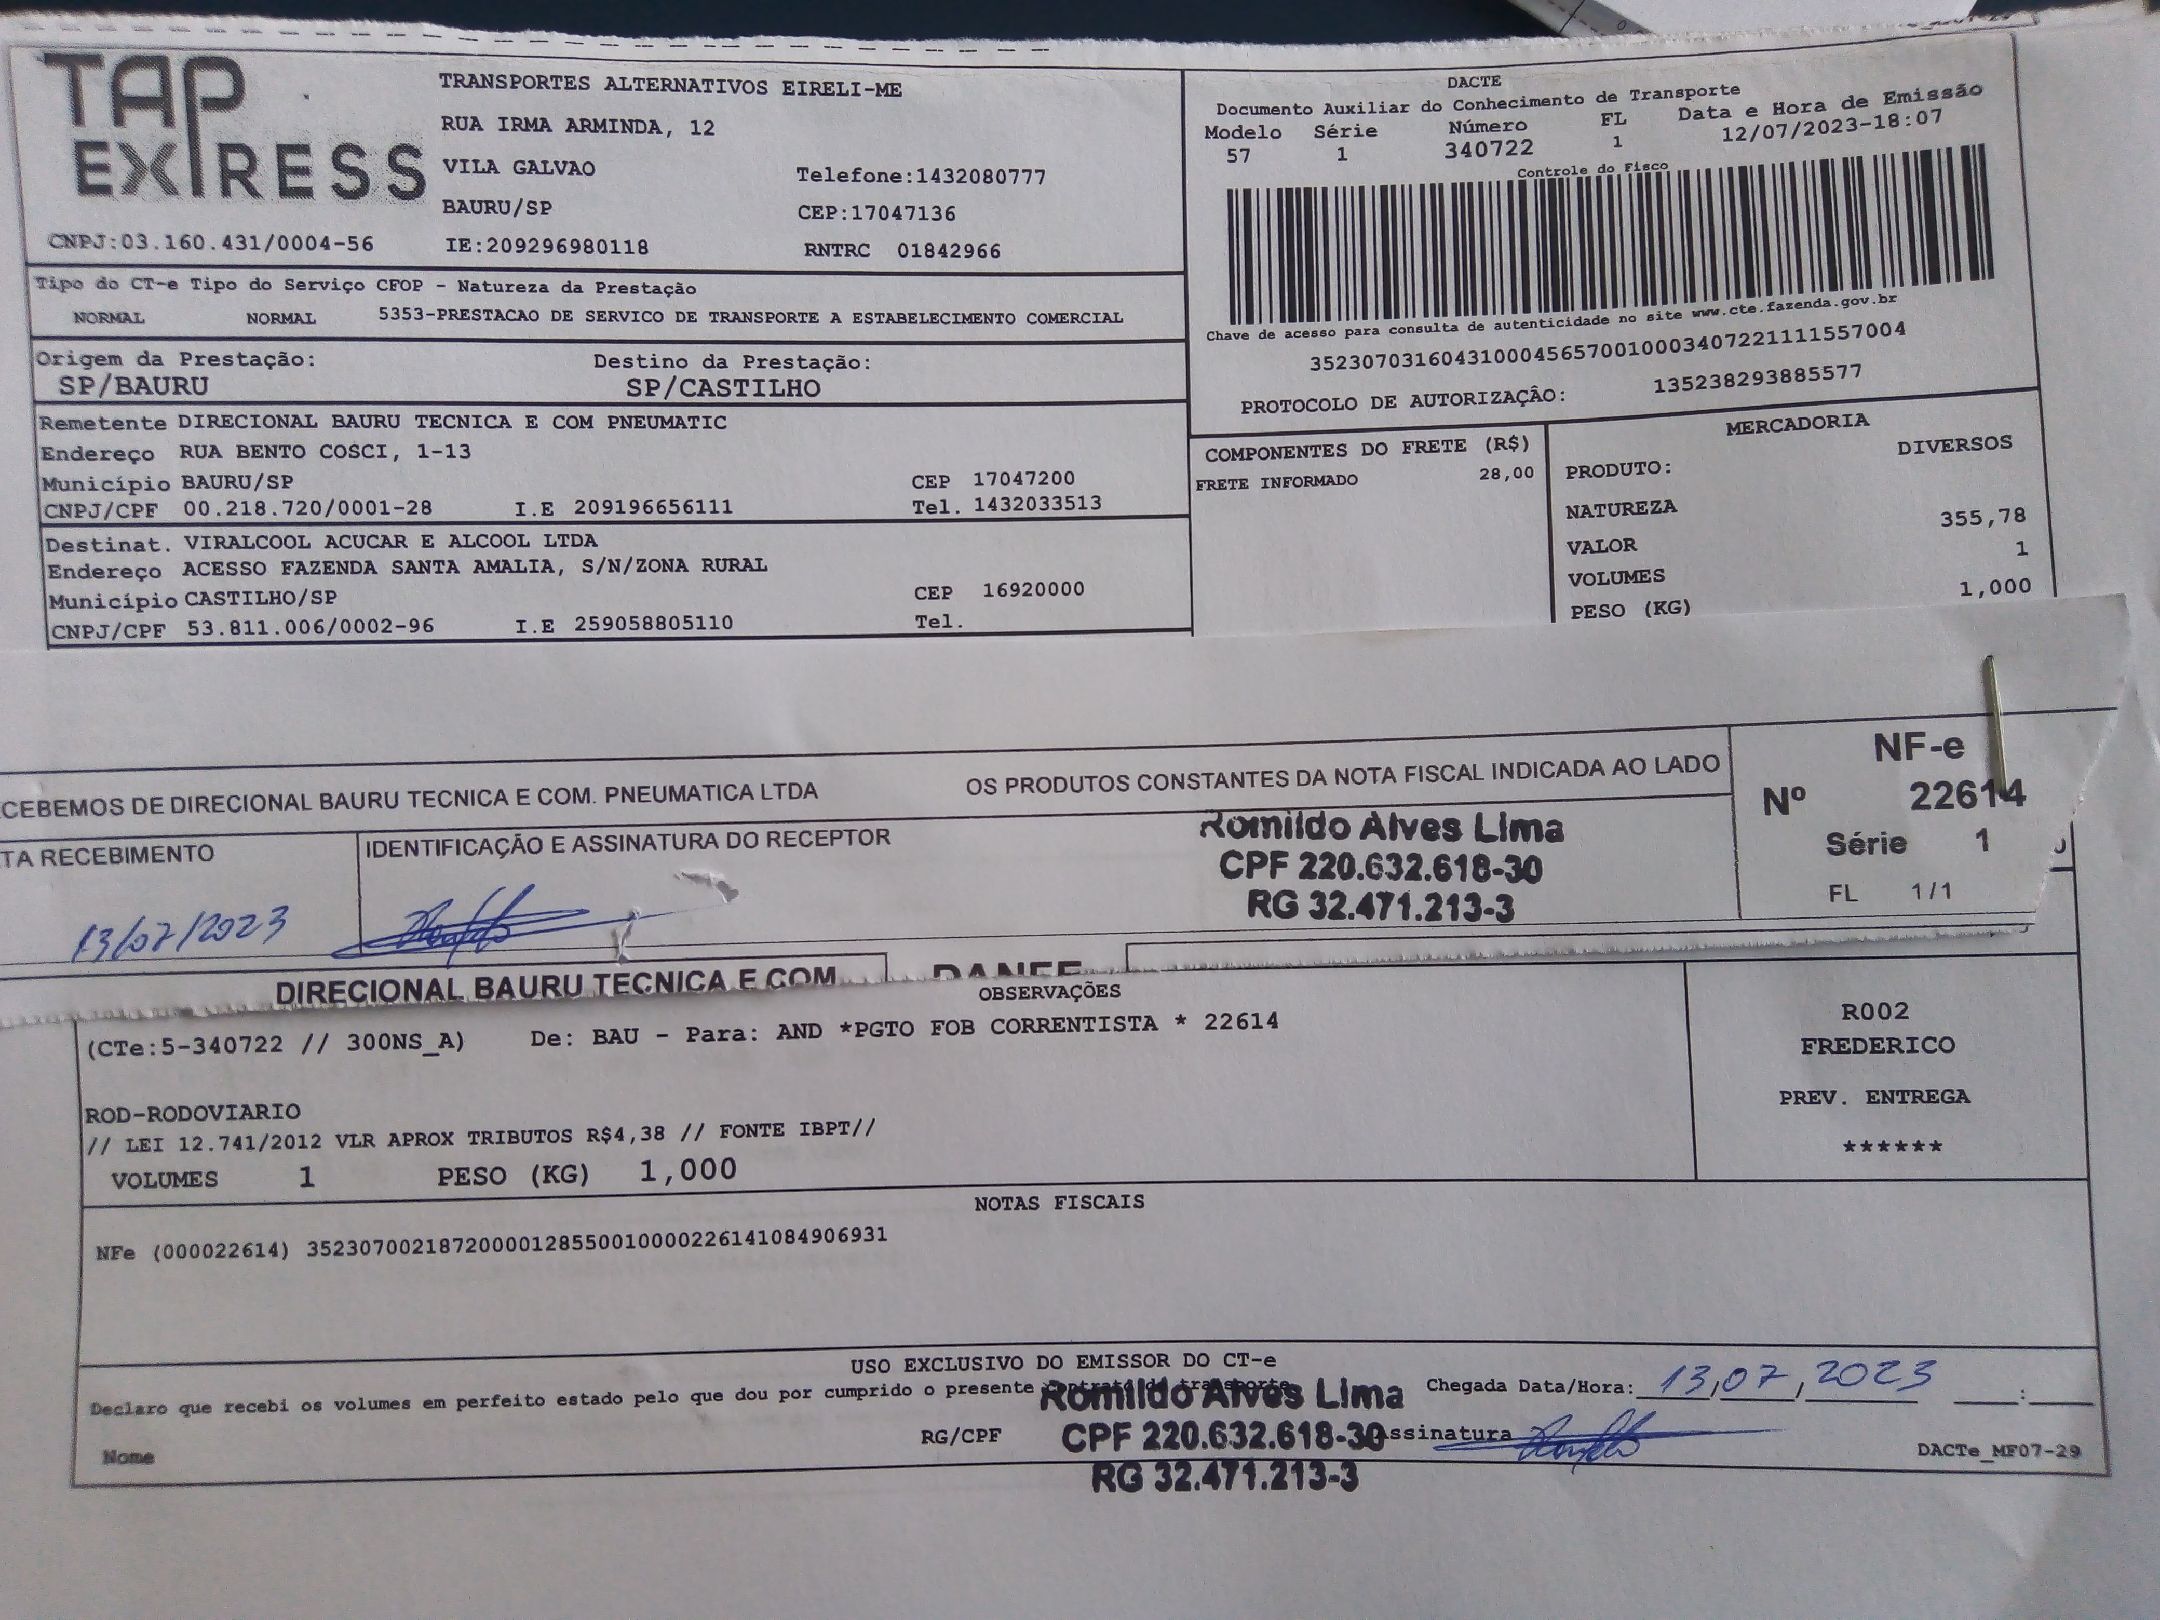 TAP EXPRESS
TRANSPORTES ALTERNATIVOS EIRELI-ME
RUA IRMA ARMINDA, 12
VILA GALVAO Telefone:1432080777
BAURU/SP CEP:17047136
CNPJ:03.160.431/0004-56 IE:209296980118 RNTRC 01842966
DACTE
Documento Auxiliar do Conhecimento de Transporte
Modelo Série Número FL Data e Hora de Emissão
57 1 340722 1 12/07/2023-18:07
Controle do Fisco
Chave de acesso para consulta de autenticidade no site www.cte.fazenda.gov.br
35230703160431000456570010003407221111557004
PROTOCOLO DE AUTORIZAÇÃO: 135238293885577
Tipo do CT-e Tipo do Serviço CFOP - Natureza da Prestação
NORMAL NORMAL 5353-PRESTACAO DE SERVICO DE TRANSPORTE A ESTABELECIMENTO COMERCIAL
Origem da Prestação: Destino da Prestação:
SP/BAURU SP/CASTILHO
Remetente DIRECIONAL BAURU TECNICA E COM PNEUMATIC
Endereço RUA BENTO COSCI, 1-13
Município BAURU/SP CEP 17047200
CNPJ/CPF 00.218.720/0001-28 I.E 209196656111 Tel. 1432033513
Destinat. VIRALCOOL ACUCAR E ALCOOL LTDA
Endereço ACESSO FAZENDA SANTA AMALIA, S/N/ZONA RURAL
Município CASTILHO/SP CEP 16920000
CNPJ/CPF 53.811.006/0002-96 I.E 259058805110 Tel.
COMPONENTES DO FRETE (R$)
FRETE INFORMADO 28,00
MERCADORIA
PRODUTO: DIVERSOS
NATUREZA
VALOR 355,78
VOLUMES 1
PESO (KG) 1,000
CEBEMOS DE DIRECIONAL BAURU TECNICA E COM. PNEUMATICA LTDA OS PRODUTOS CONSTANTES DA NOTA FISCAL INDICADA AO LADO
TA RECEBIMENTO IDENTIFICAÇÃO E ASSINATURA DO RECEPTOR
13/07/2023
Romildo Alves Lima
CPF 220.632.618-30
RG 32.471.213-3
NF-e
Nº 22614
Série 1
FL 1/1
DIRECIONAL BAURU TECNICA E COM DANFE
OBSERVAÇÕES
(CTe:5-340722 // 300NS_A) De: BAU - Para: AND *PGTO FOB CORRENTISTA * 22614
ROD-RODOVIARIO
// LEI 12.741/2012 VLR APROX TRIBUTOS R$4,38 // FONTE IBPT//
VOLUMES 1 PESO (KG) 1,000
R002
FREDERICO
PREV. ENTREGA
******
NOTAS FISCAIS
NFe (000022614) 35230700218720000128550010000226141084906931
USO EXCLUSIVO DO EMISSOR DO CT-e
Declaro que recebi os volumes em perfeito estado pelo que dou por cumprido o presente contrato de transporte
Chegada Data/Hora: 13,07,2023 :
Nome RG/CPF Assinatura
Romildo Alves Lima
CPF 220.632.618-30
RG 32.471.213-3
DACTe_MF07-29